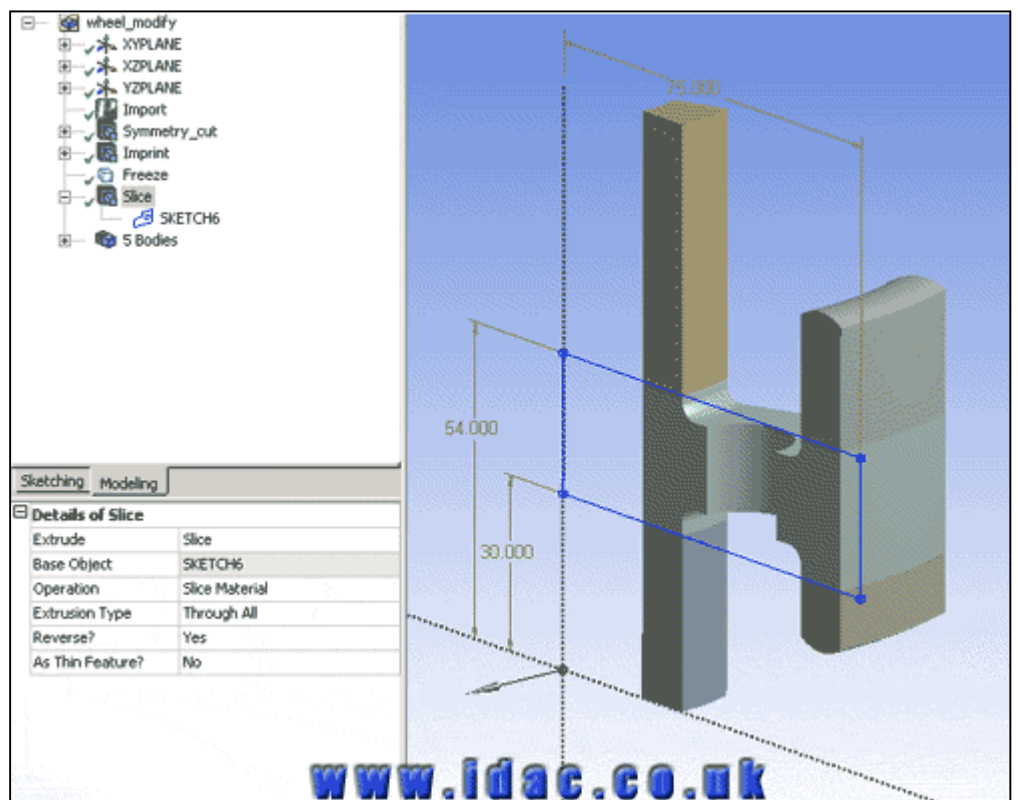 wheel_modify
XYPLANE
XZPLANE
YZPLANE
Import
Symmetry_cut
Imprint
Freeze
Slice
SKETCH6
5 Bodies
Sketching Modeling
Details of Slice
Extrude Slice
Base Object SKETCH6
Operation Slice Material
Extrusion Type Through All
Reverse? Yes
As Thin Feature? No
75.000
54.000
30.000
www.idac.co.uk